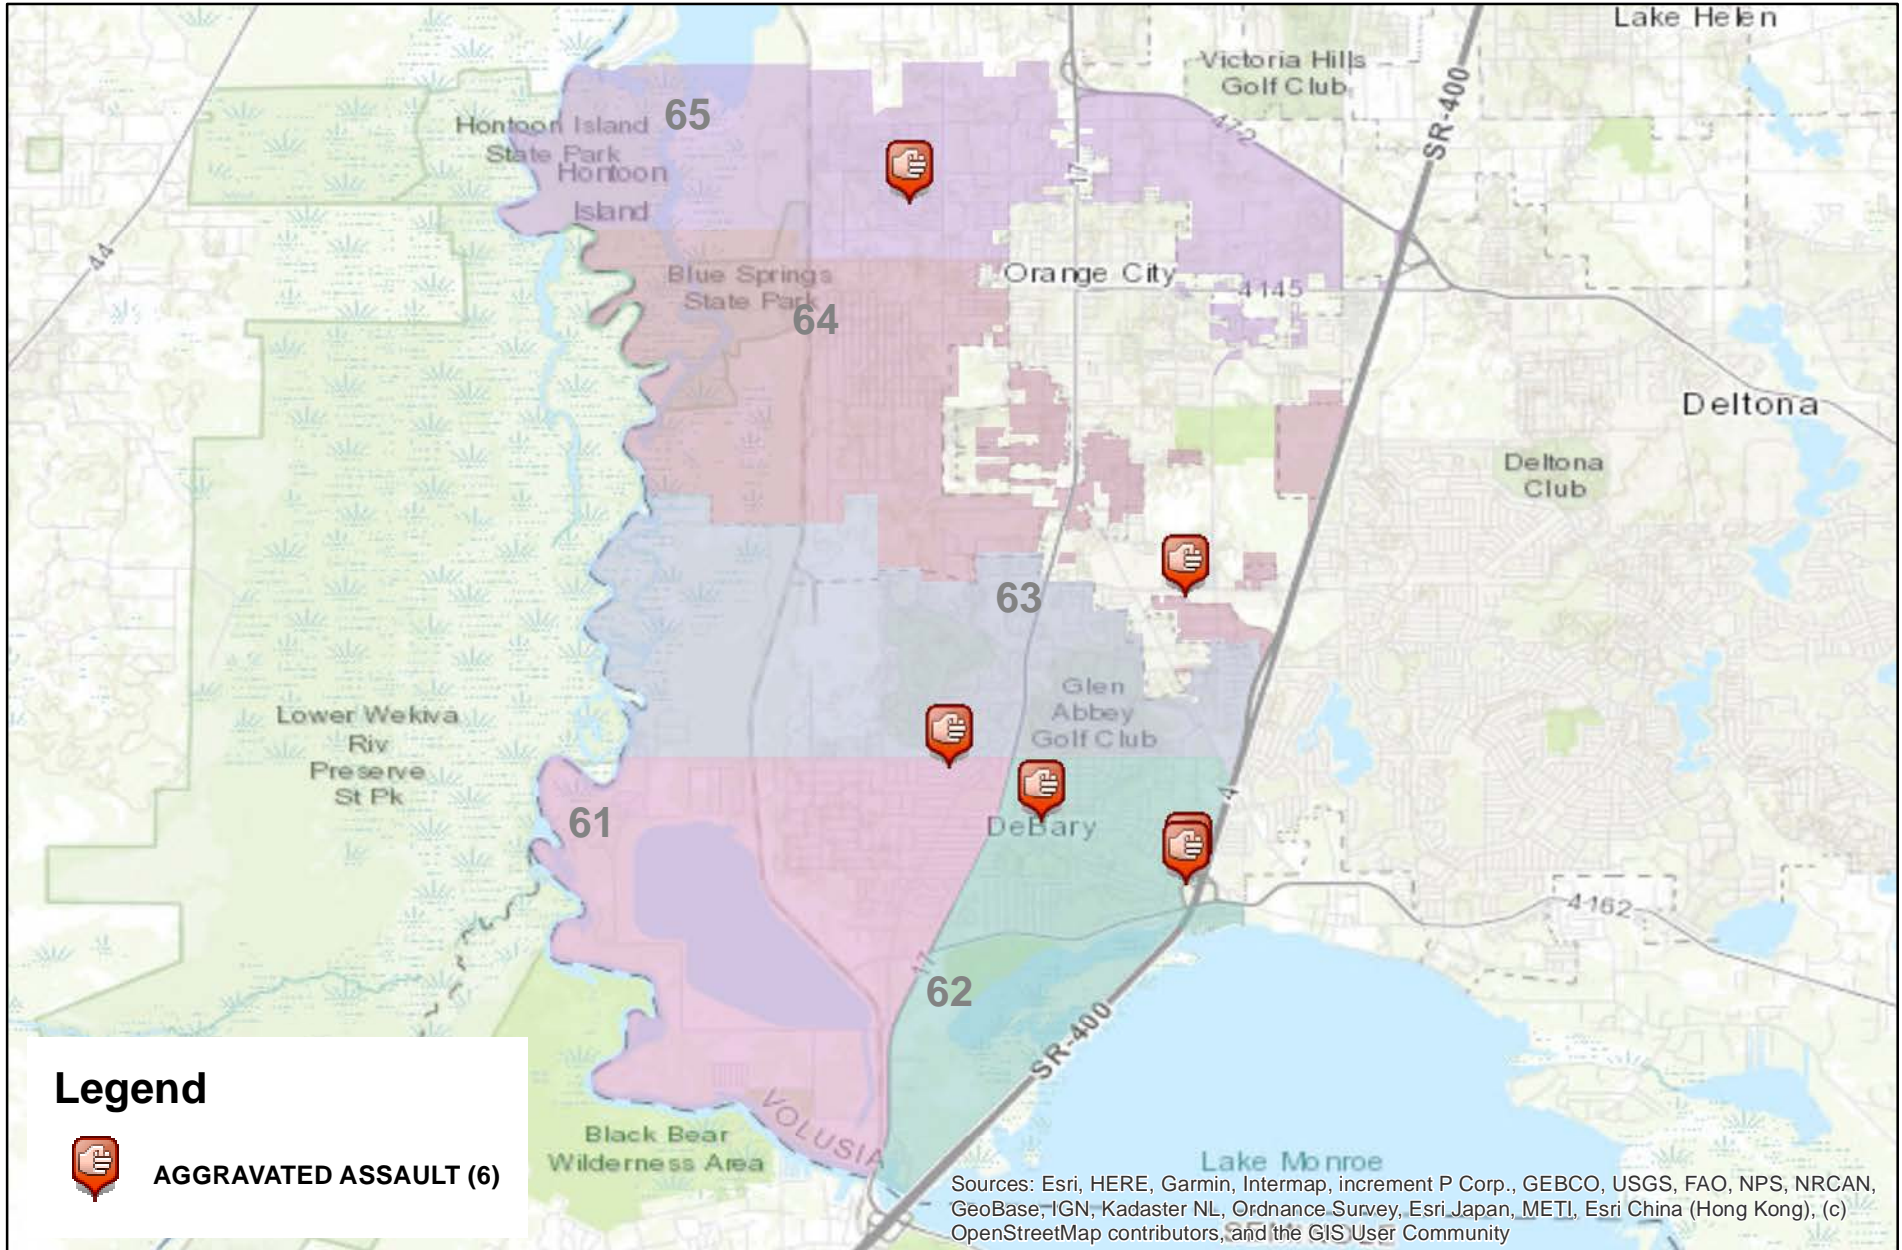 Lake Helen
Victoria Hills
Golf Club
SR-400
472
65
Hontoon Island
State Park
Hontoon
Island
17
44
Orange City
Blue Springs
State Park
4145
64
Deltona
Deltona
Club
63
Glen
Abbey
Golf Club
Lower Wekiva
Riv
Preserve
St Pk
4
61
DeBary
4162
17
62
SR-400
Legend
AGGRAVATED ASSAULT (6)
VOLUSIA
Black Bear
Wilderness Area
Lake Monroe
SEMINOLE
Sources: Esri, HERE, Garmin, Intermap, increment P Corp., GEBCO, USGS, FAO, NPS, NRCAN,
GeoBase, IGN, Kadaster NL, Ordnance Survey, Esri Japan, METI, Esri China (Hong Kong), (c)
OpenStreetMap contributors, and the GIS User Community